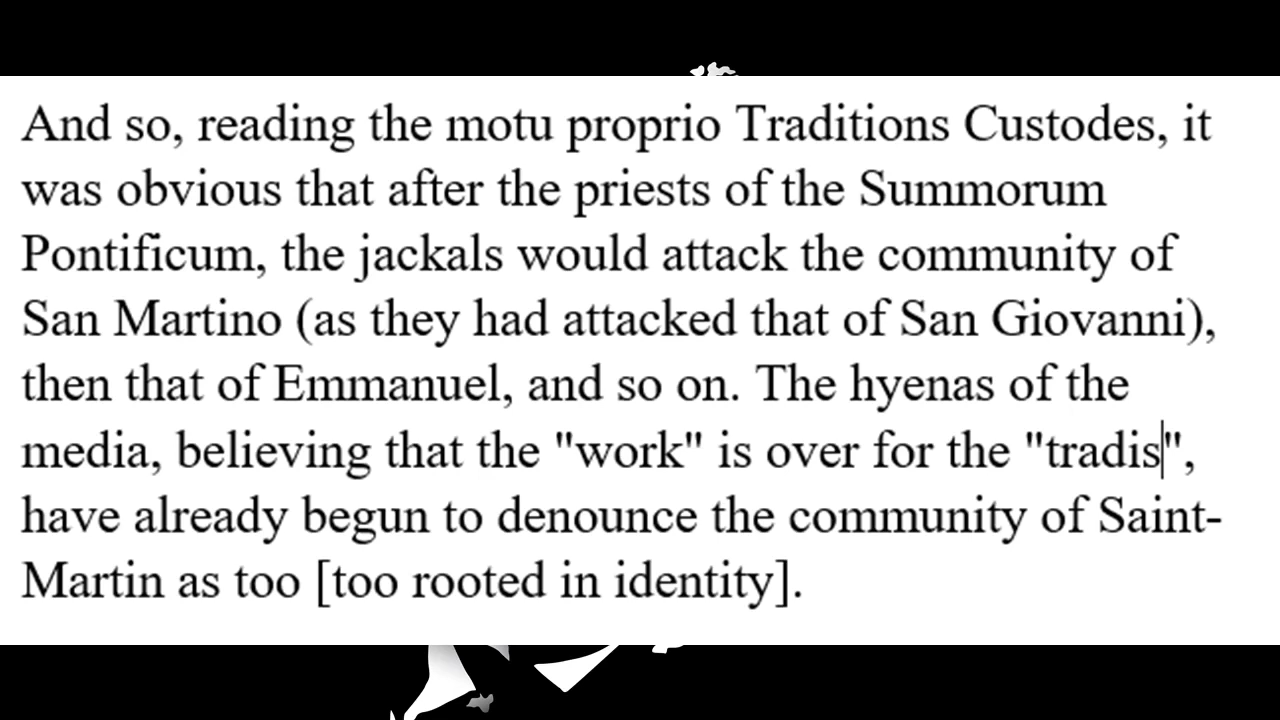 And so, reading the motu proprio Traditions Custodes, it
was obvious that after the priests of the Summorum
Pontificum, the jackals would attack the community of
San Martino (as they had attacked that of San Giovanni),
then that of Emmanuel, and so on. The hyenas of the
media, believing that the "work" is over for the "tradis",
have already begun to denounce the community of Saint-
Martin as too [too rooted in identity].